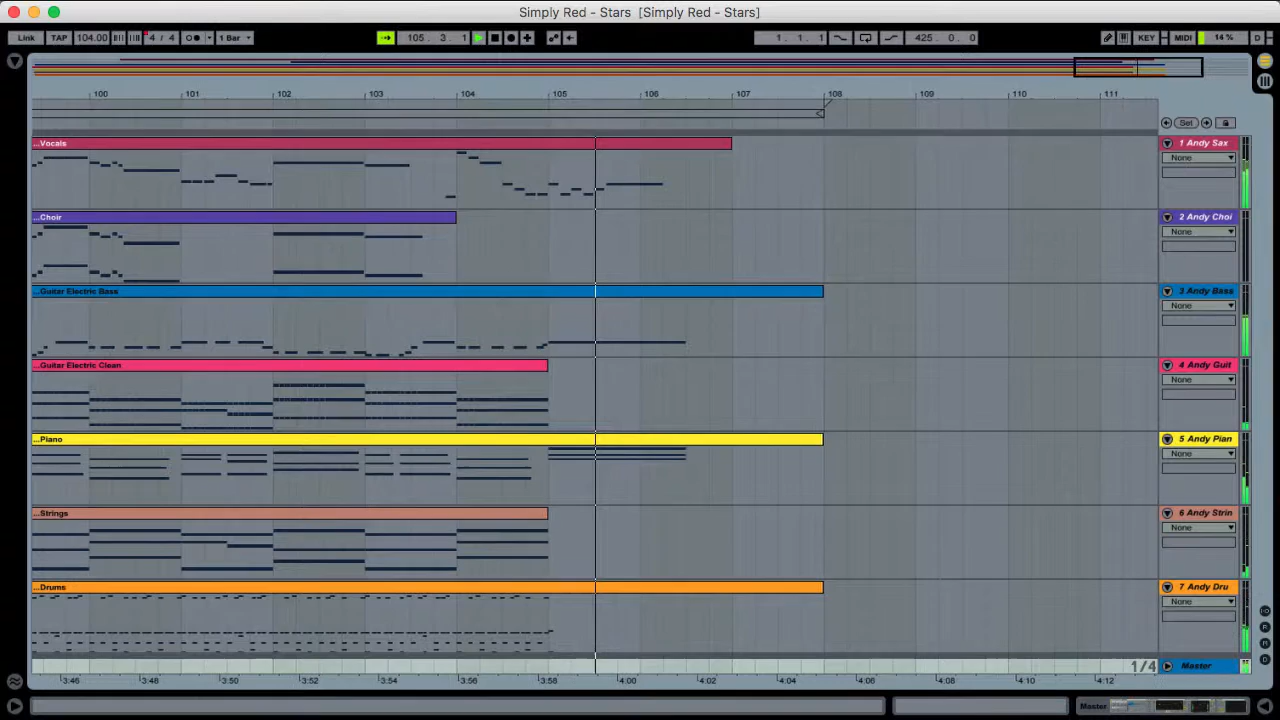 Simply Red - Stars [Simply Red - Stars]
Link TAP 104.00 4 / 4 1 Bar 105. 3. 1 1. 1. 1 425. 0. 0 KEY MIDI 14 % D
100 101 102 103 104 105 106 107 108 109 110 111
Set
...Vocals 1 Andy Sax
None
...Choir 2 Andy Choi
None
...Guitar Electric Bass 3 Andy Bass
None
...Guitar Electric Clean 4 Andy Guit
None
...Piano 5 Andy Pian
None
...Strings 6 Andy Strin
None
...Drums 7 Andy Dru
None
I·O
R
M
D
1/4 Master
3:46 3:48 3:50 3:52 3:54 3:56 3:58 4:00 4:02 4:04 4:06 4:08 4:10 4:12
Master